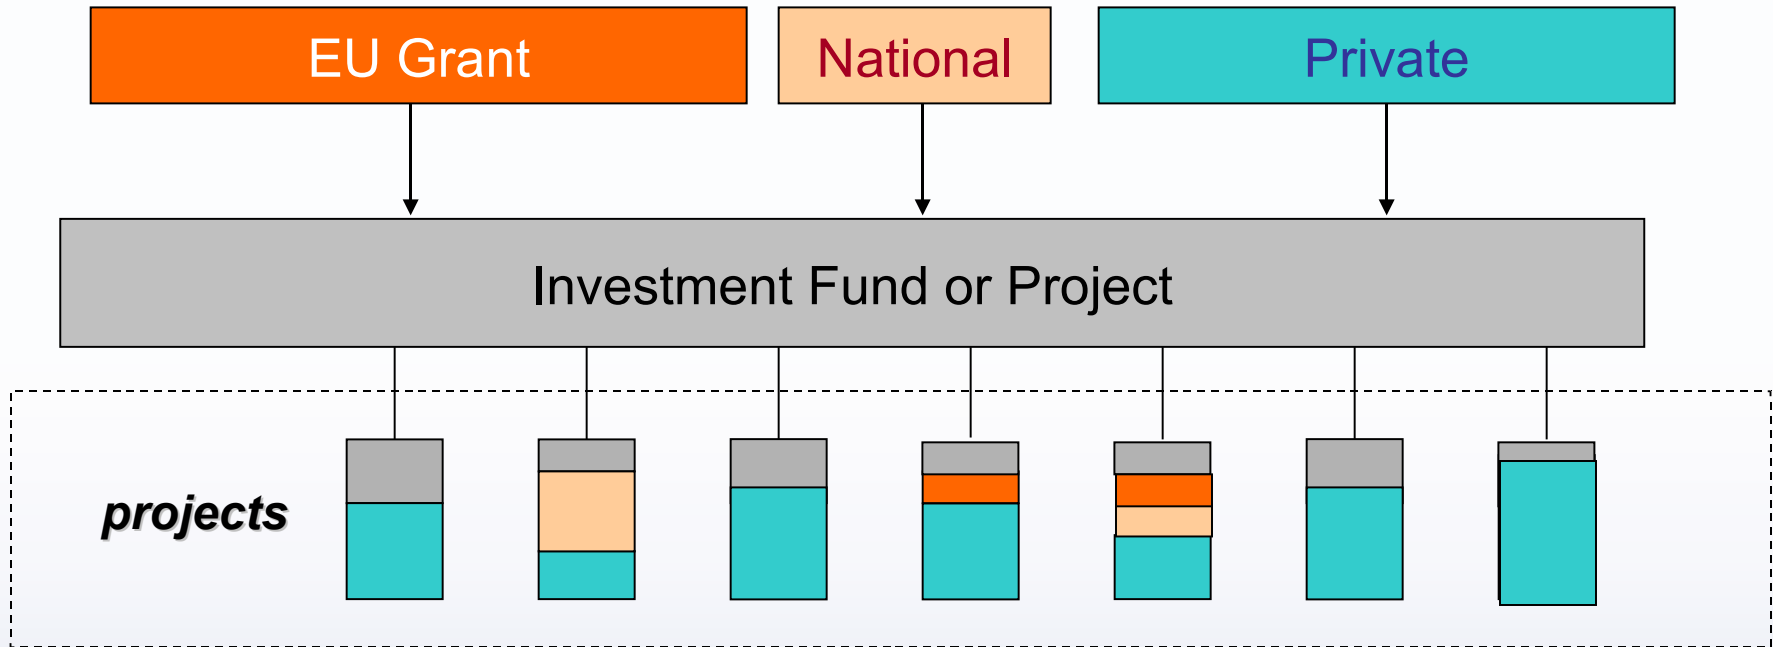 EU Grant
National
Private
Investment Fund or Project
projects